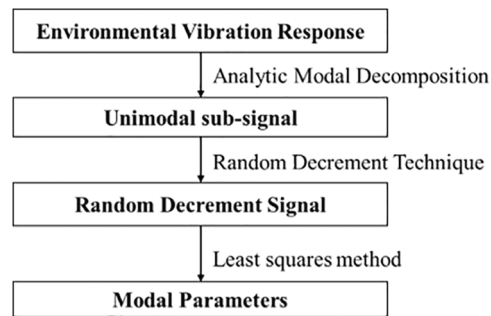 Environmental Vibration Response
Analytic Modal Decomposition
Unimodal sub-signal
Random Decrement Technique
Random Decrement Signal
Least squares method
Modal Parameters